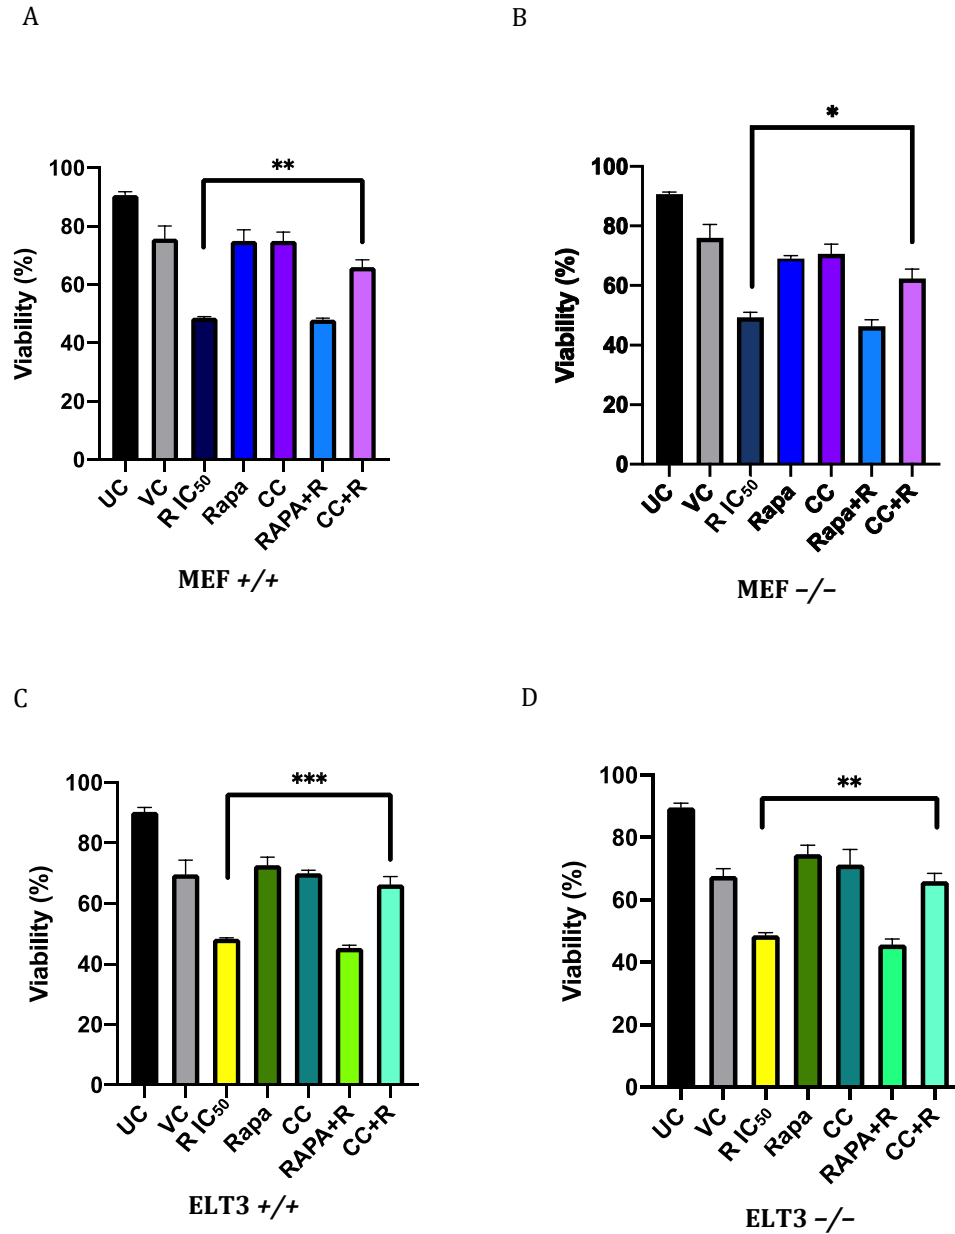 A
**
100
80
60
40
20
0
Viability (%)
UC
VC
R IC₅₀
Rapa
CC
RAPA+R
CC+R
MEF +/+
B
*
100
80
60
40
20
0
Viability (%)
UC
VC
R IC₅₀
Rapa
CC
Rapa+R
CC+R
MEF –/–
C
***
100
80
60
40
20
0
Viability (%)
UC
VC
R IC₅₀
Rapa
CC
RAPA+R
CC+R
ELT3 +/+
D
**
100
80
60
40
20
0
Viability (%)
UC
VC
R IC₅₀
Rapa
CC
RAPA+R
CC+R
ELT3 –/–